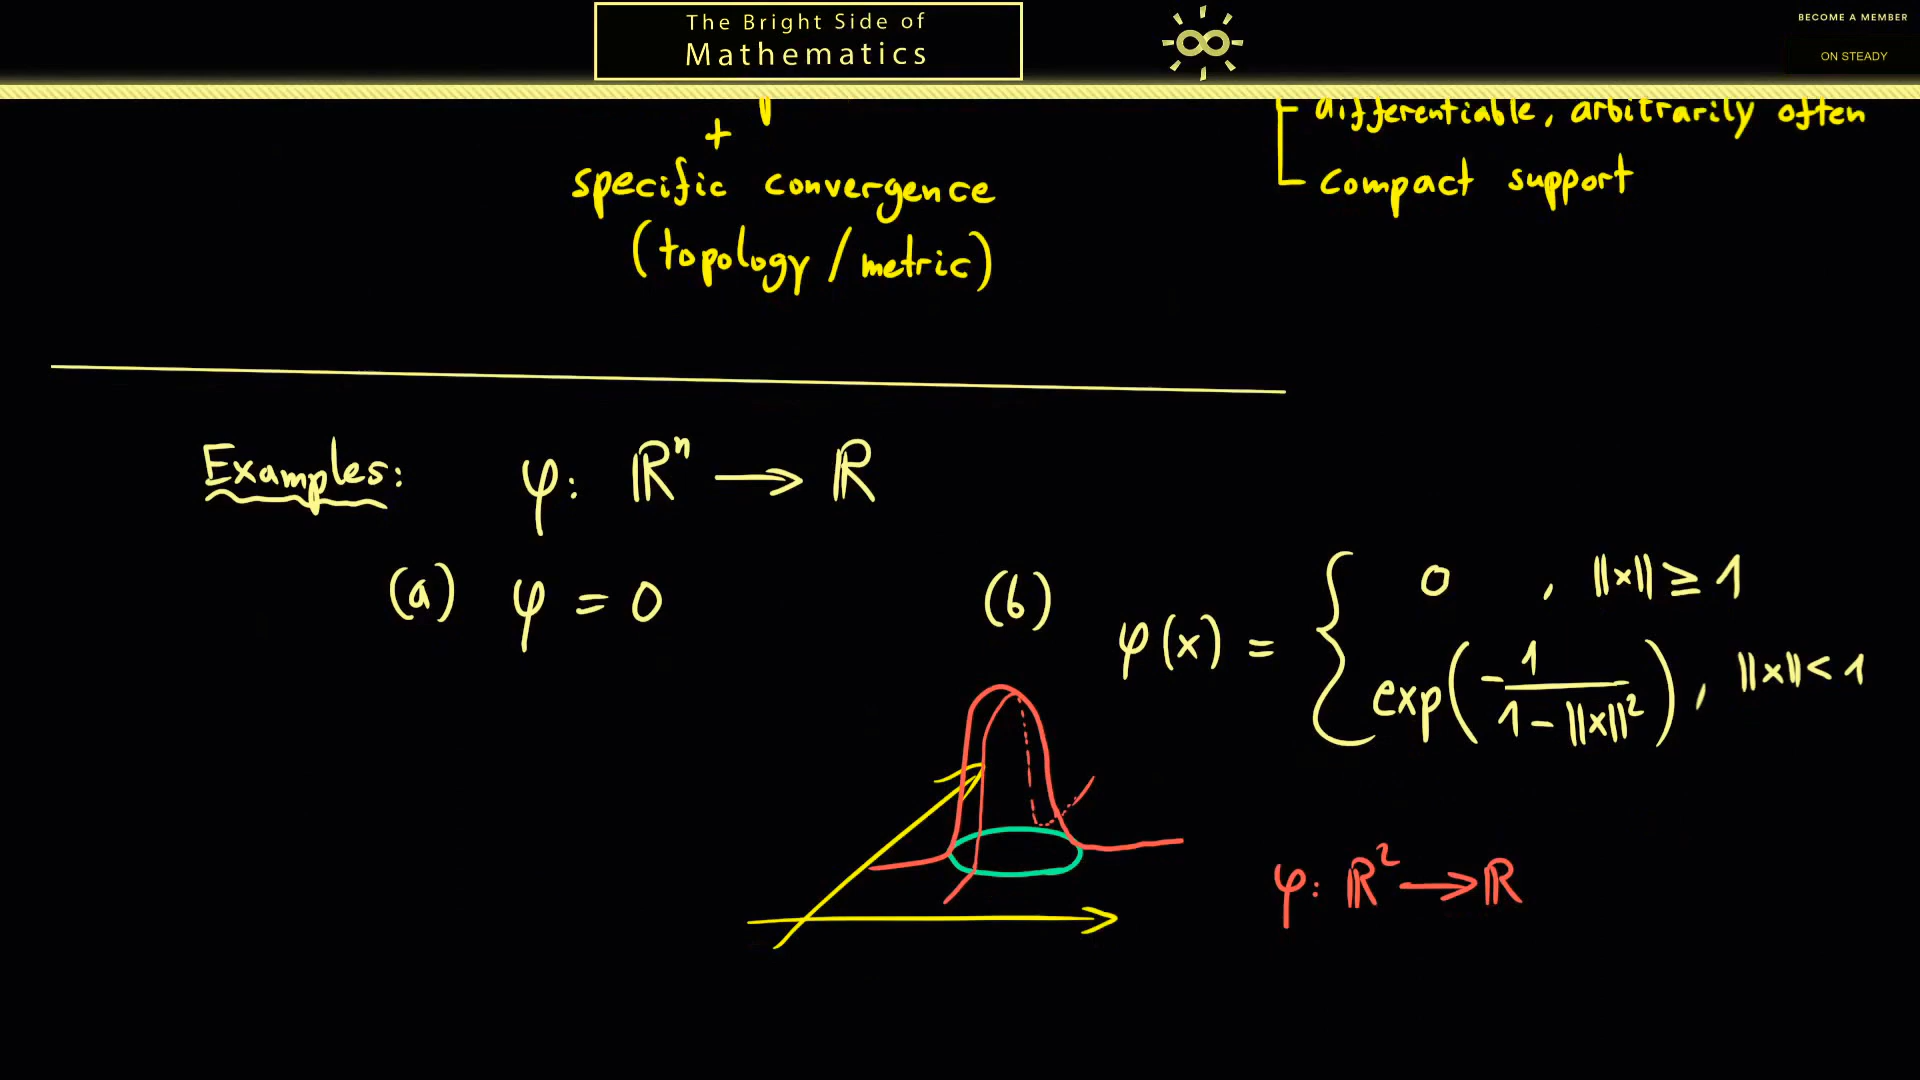 The Bright Side of
Mathematics
BECOME A MEMBER
ON STEADY
+
specific convergence
(topology / metric)
differentiable, arbitrarily often
compact support
Examples: φ: ℝⁿ ⟶ ℝ
(a) φ = 0
(b) φ(x) = { 0 , ||x|| ≥ 1
exp(-1/(1 - ||x||²)), ||x|| < 1
φ: ℝ² ⟶ ℝ